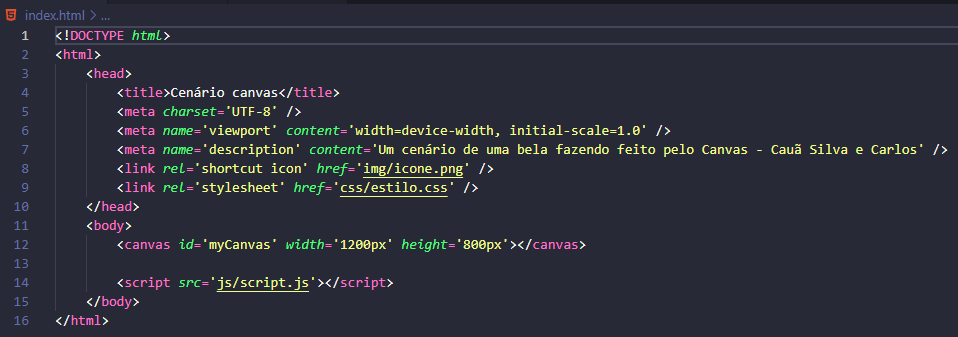 index.html > ...
1 <!DOCTYPE html>
2 <html>
3     <head>
4         <title>Cenário canvas</title>
5         <meta charset='UTF-8' />
6         <meta name='viewport' content='width=device-width, initial-scale=1.0' />
7         <meta name='description' content='Um cenário de uma bela fazendo feito pelo Canvas - Cauã Silva e Carlos' />
8         <link rel='shortcut icon' href='img/icone.png' />
9         <link rel='stylesheet' href='css/estilo.css' />
10     </head>
11     <body>
12         <canvas id='myCanvas' width='1200px' height='800px'></canvas>
13
14         <script src='js/script.js'></script>
15     </body>
16 </html>